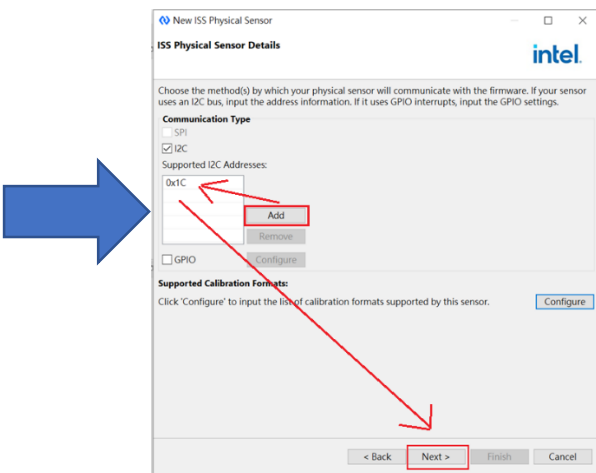 New ISS Physical Sensor
ISS Physical Sensor Details
intel.
Choose the method(s) by which your physical sensor will communicate with the firmware. If your sensor
uses an I2C bus, input the address information. If it uses GPIO interrupts, input the GPIO settings.
Communication Type
SPI
I2C
Supported I2C Addresses:
0x1C
Add
Remove
GPIO
Configure
Supported Calibration Formats:
Click 'Configure' to input the list of calibration formats supported by this sensor.
Configure
< Back
Next >
Finish
Cancel